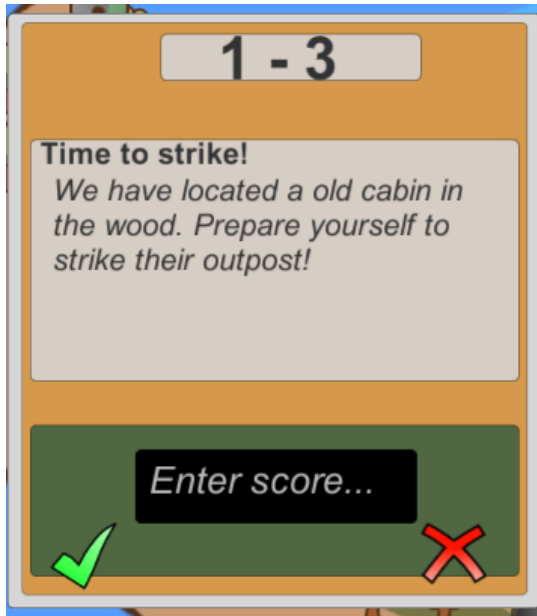 1 - 3
Time to strike!
We have located a old cabin in
the wood. Prepare yourself to
strike their outpost!
Enter score...